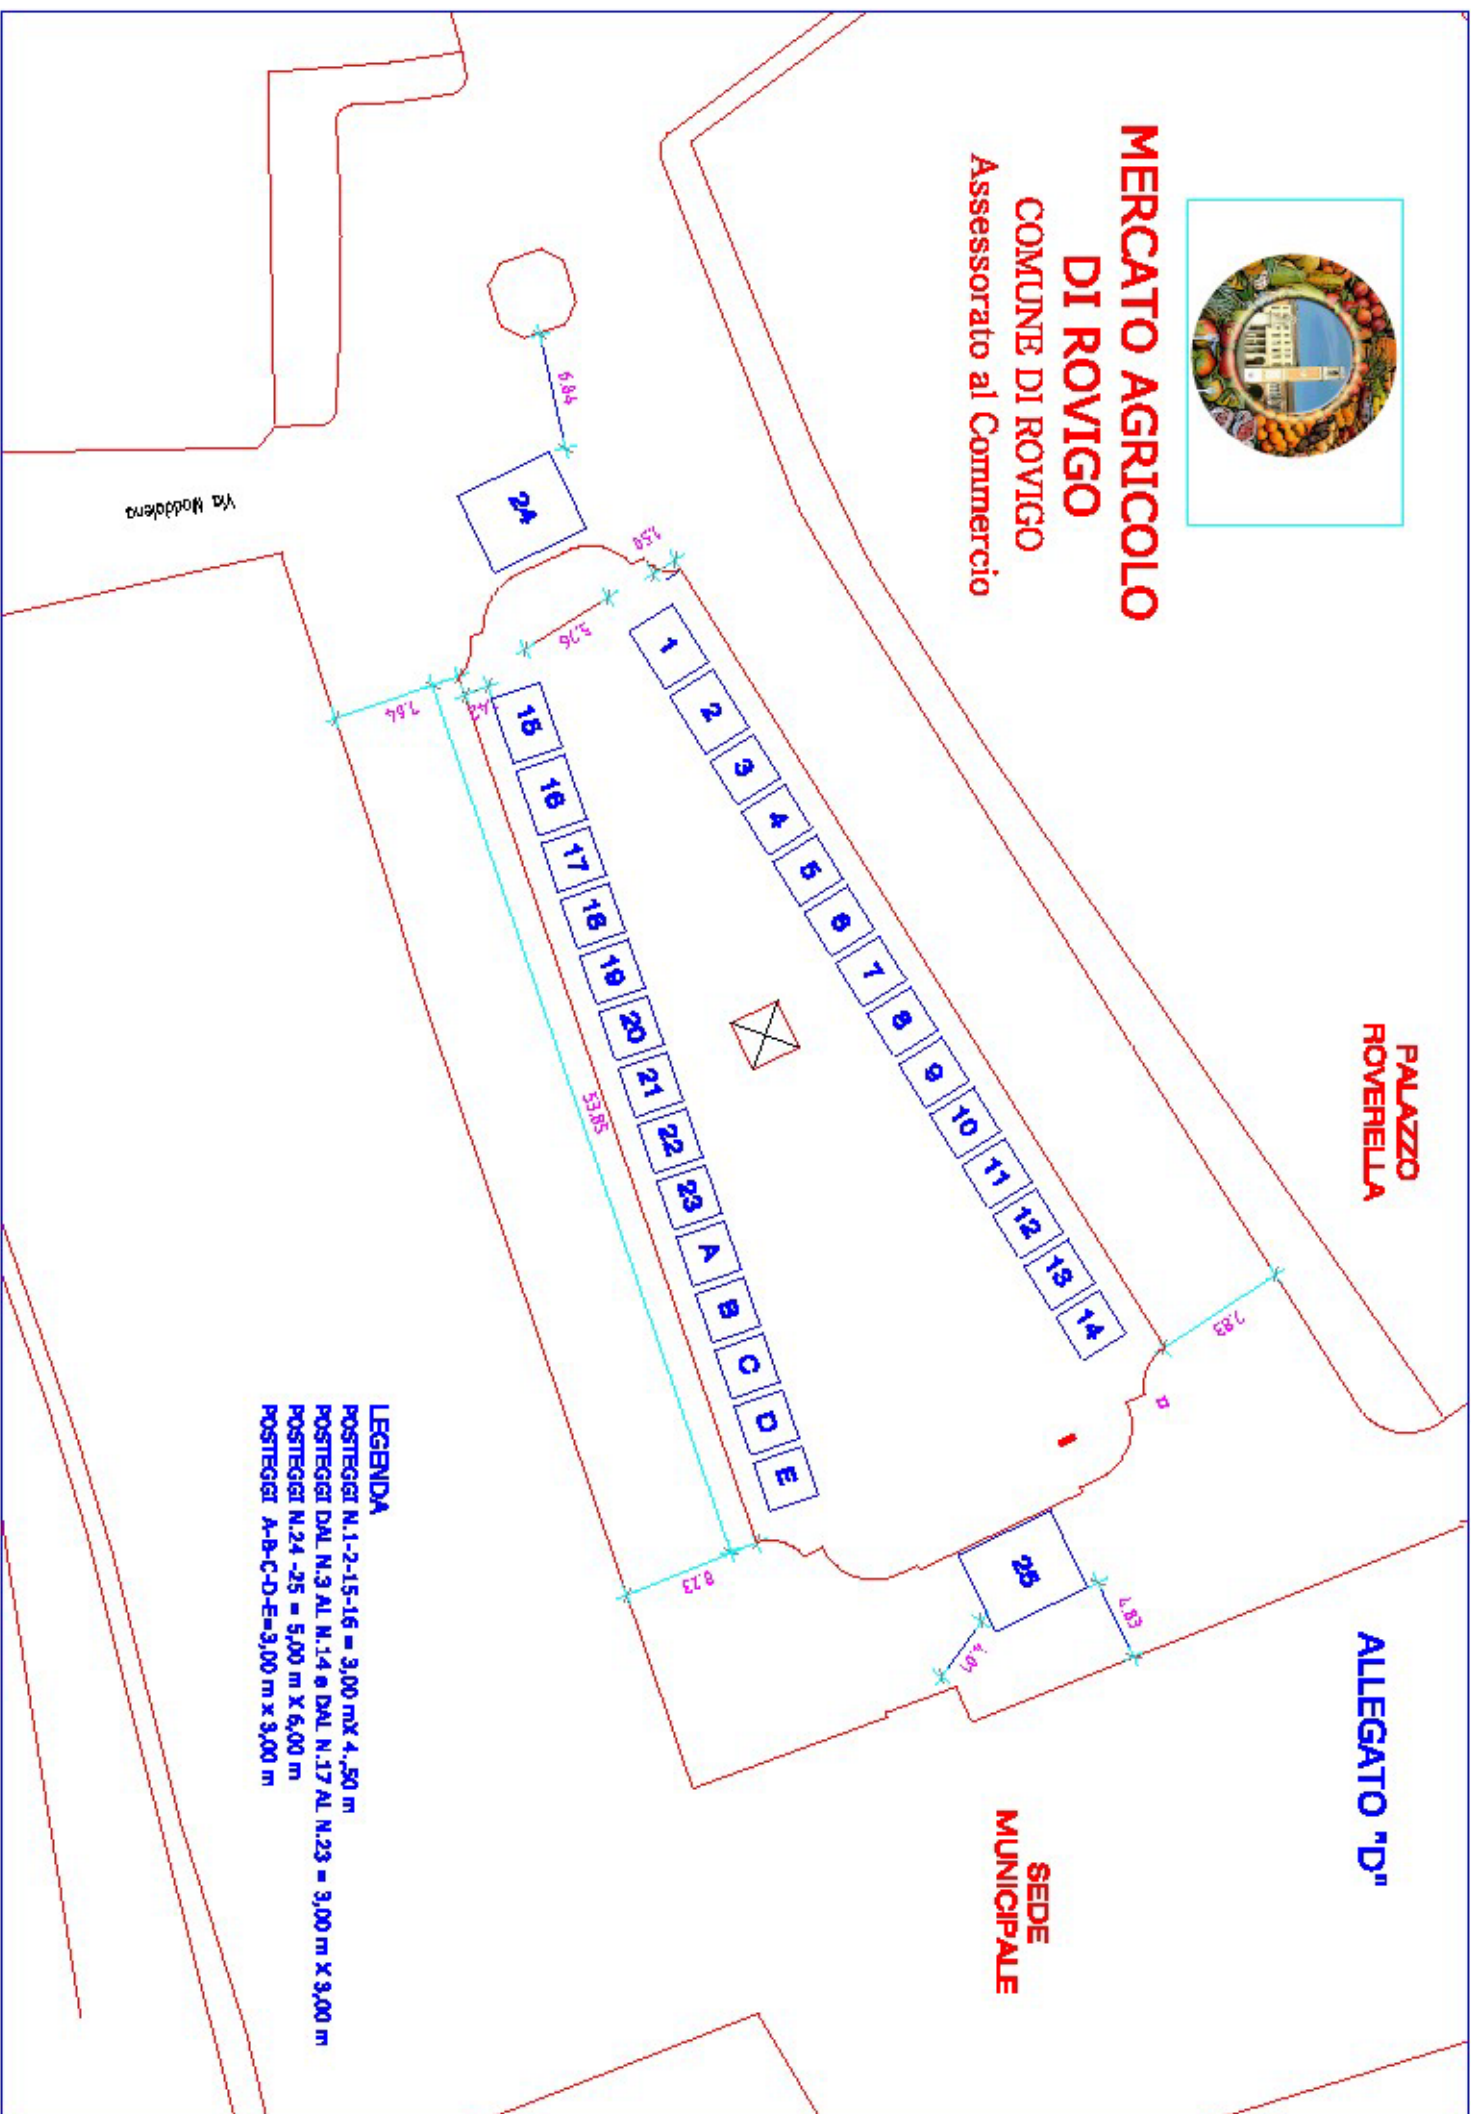 MERCATO AGRICOLO
DI ROVIGO
COMUNE DI ROVIGO
Assessorato al Commercio
PALAZZO
ROVERELLA
ALLEGATO "D"
SEDE
MUNICIPALE
Via Maddalena
6.84
24
5.76
7.64
53.85
7.83
8.23
4.83
1
2
3
4
5
6
7
8
9
10
11
12
13
14
15
16
17
18
19
20
21
22
23
A
B
C
D
E
25
LEGENDA
POSTEGGI N.1-2-15-16 = 3,00 mX 4.,50 m
POSTEGGI DAL N.3 AL N.14 e DAL N.17 AL N.23 = 3,00 m X 3,00 m
POSTEGGI N.24 -25 = 5,00 m X 6,00 m
POSTEGGI A-B-C-D-E=3,00 m x 3,00 m